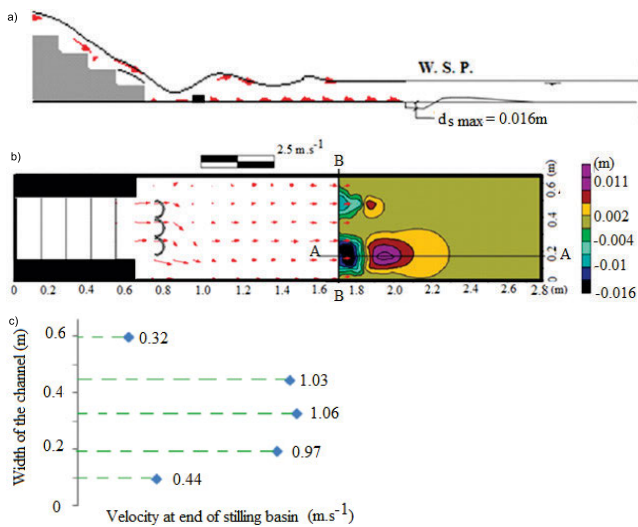 a)
W. S. P.
ds max = 0.016m
b)
2.5 m.s-1
B
(m)
0.011
0.002
-0.004
-0.01
-0.016
(m)
0.6
0.4
0.2
0
A
A
B
0 0.2 0.4 0.6 0.8 1.0 1.2 1.4 1.6 1.8 2.0 2.2 2.4 2.6 2.8
(m)
c)
Width of the channel (m)
0.6
0.4
0.2
0
0.32
1.03
1.06
0.97
0.44
Velocity at end of stilling basin (m.s-1)